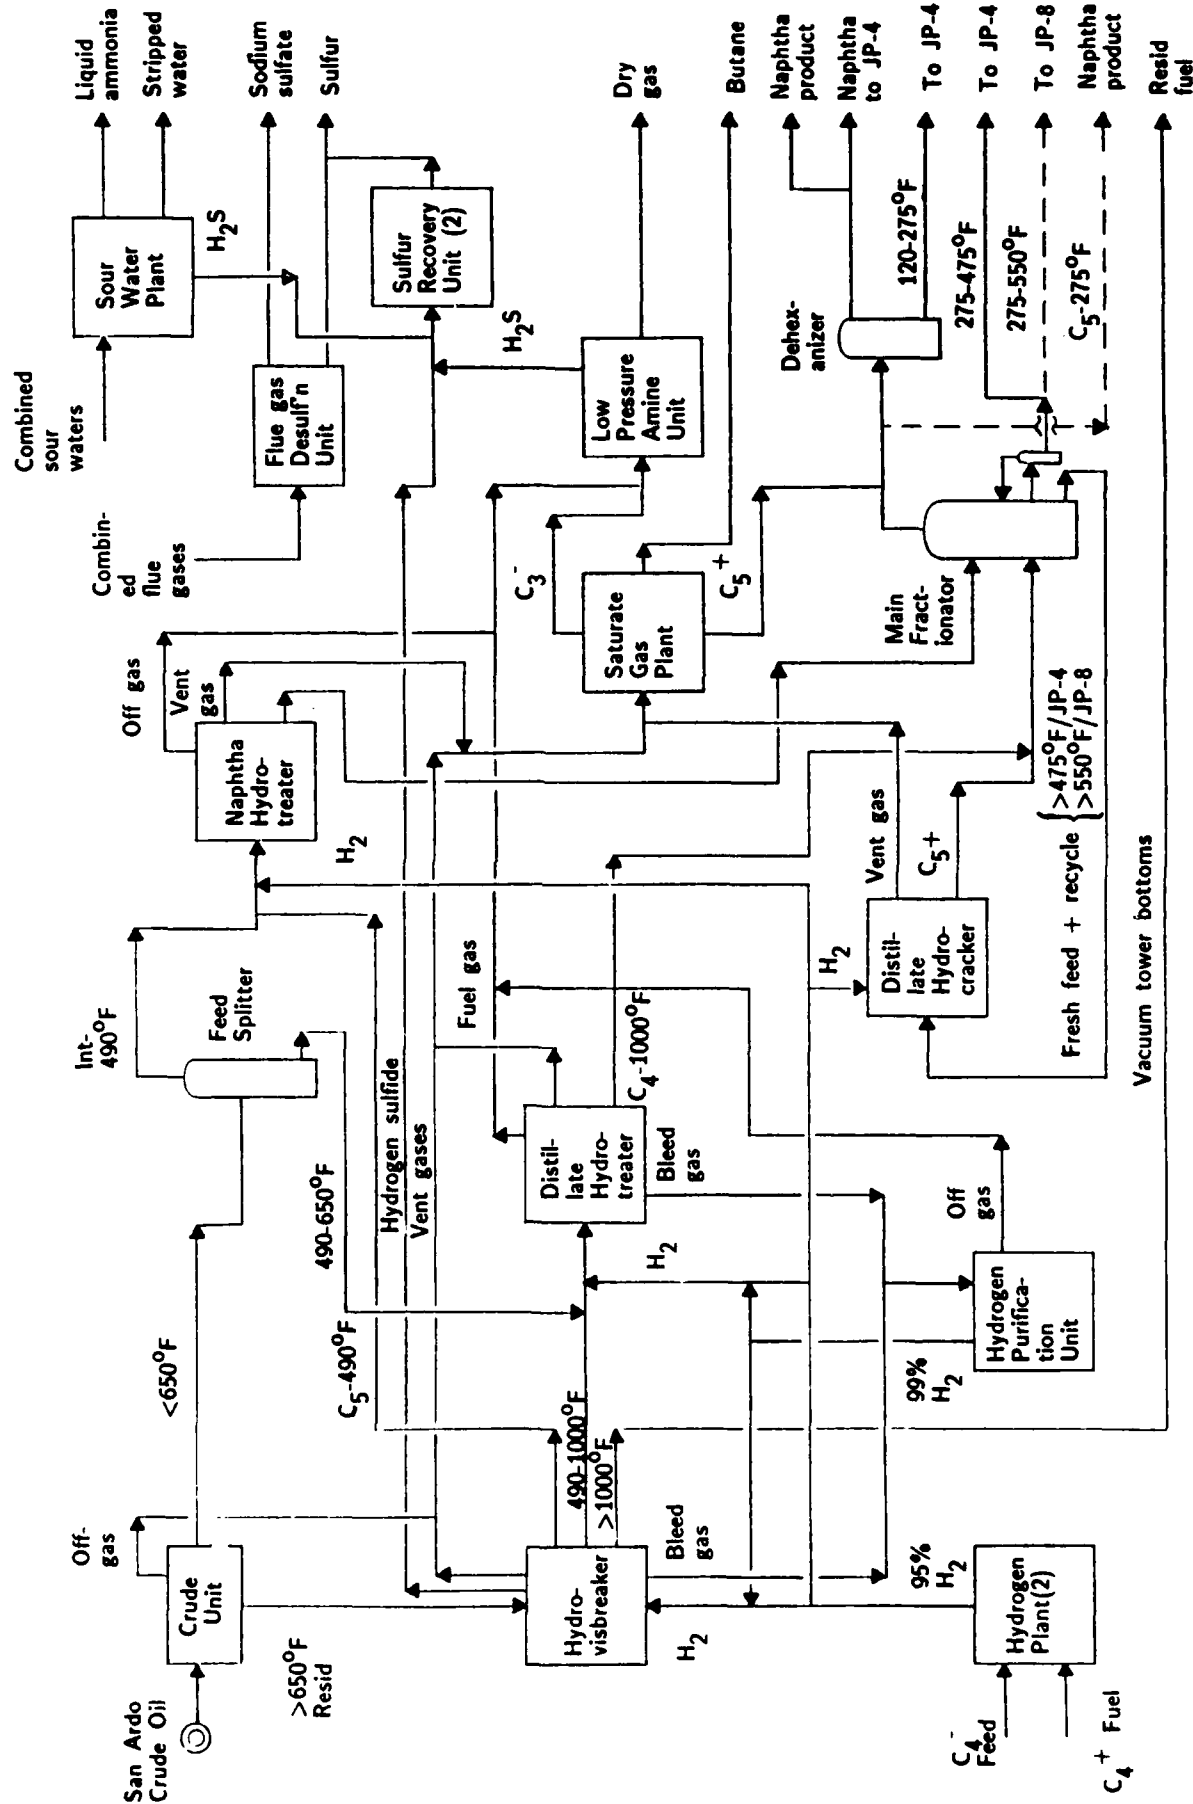 San Ardo
Crude Oil
Crude
Unit
Off-
gas
>650°F
Resid
<650°F
Int-
490°F
Feed
Splitter
490-650°F
C5-490°F
Hydrogen sulfide
Vent gases
Naphtha
Hydro-
treater
H2
Off gas
Vent
gas
Combined
sour
waters
Sour
Water
Plant
H2S
Liquid
ammonia
Stripped
water
Combin-
ed
flue
gases
Flue gas
Desulf'n
Unit
Sodium
sulfate
Sulfur
Sulfur
Recovery
Unit (2)
H2S
Hydro-
visbreaker
490-1000°F
>1000°F
Bleed
gas
H2
Distil-
late
Hydro-
treater
Fuel gas
C4-1000°F
Bleed
gas
H2
Saturate
Gas
Plant
C3-
C5+
Low
Pressure
Amine
Unit
Dry
gas
Butane
Hydrogen
Plant(2)
C4-
Feed
C4+ Fuel
95%
H2
99%
H2
Hydrogen
Purifica-
tion
Unit
Off
gas
Distil-
late
Hydro-
cracker
H2
Vent gas
C5+
Fresh feed + recycle { >475°F/JP-4
>550°F/JP-8
Vacuum tower bottoms
Main
Fract-
ionator
Dehex-
anizer
120-275°F
275-475°F
275-550°F
C5-275°F
Naphtha
product
Naphtha
to JP-4
To JP-4
To JP-4
To JP-8
Naphtha
product
Resid
fuel